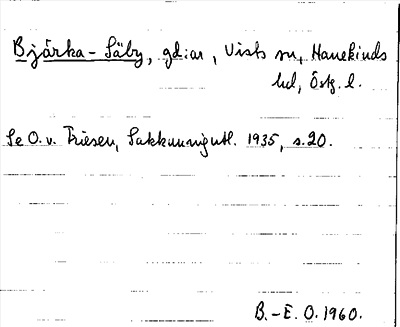 Bjärka-Säby, gd:ar, Vists sn, Hanekinds
hd, Östg. l.
Se O. v. Friesen, Sakkunnigutl. 1935, s. 20.
B.-E. O. 1960.